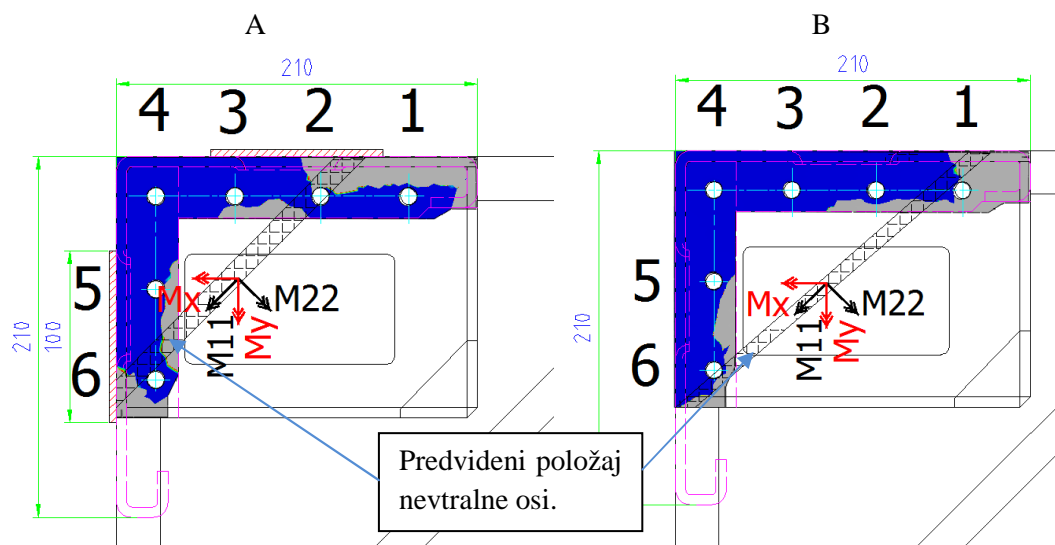 A
B
210
210
4 3 2 1
4 3 2 1
5
6
210
100
Mx
M22
M11
My
5
6
210
Mx
M22
M11
My
Predvideni položaj
nevtralne osi.